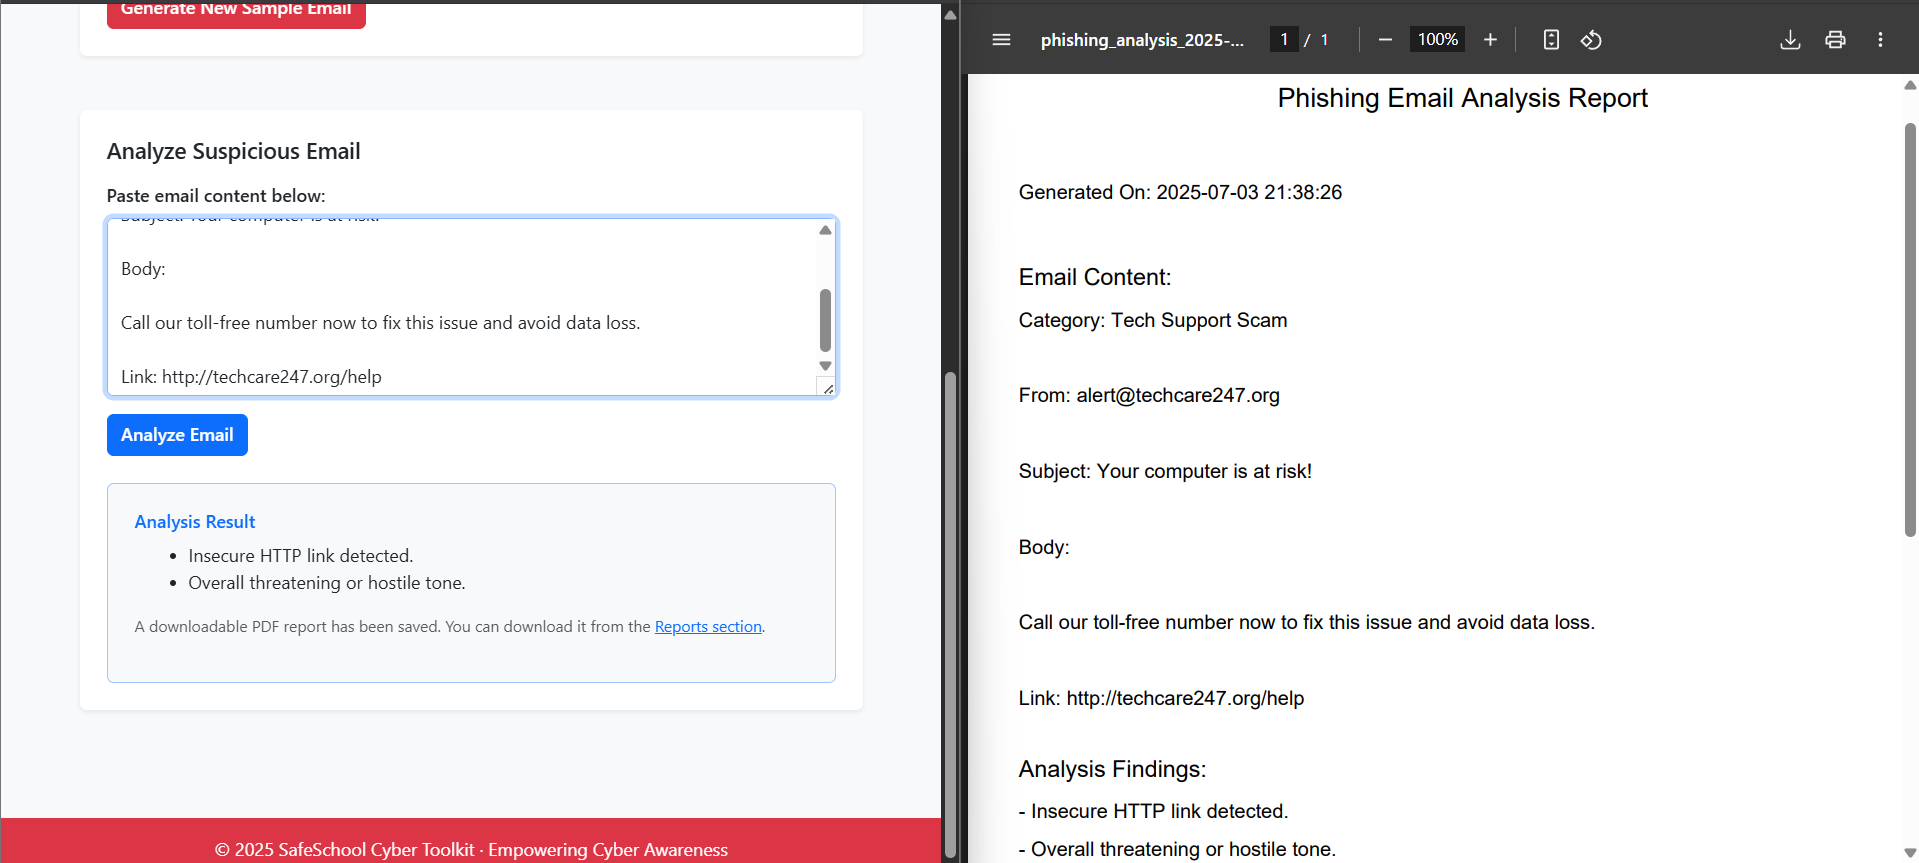 Generate New Sample Email
Analyze Suspicious Email
Paste email content below:
Subject: Your computer is at risk!
Body:
Call our toll-free number now to fix this issue and avoid data loss.
Link: http://techcare247.org/help
Analyze Email
Analysis Result
• Insecure HTTP link detected.
• Overall threatening or hostile tone.
A downloadable PDF report has been saved. You can download it from the Reports section.
© 2025 SafeSchool Cyber Toolkit · Empowering Cyber Awareness
phishing_analysis_2025-...
1 / 1
100%
Phishing Email Analysis Report
Generated On: 2025-07-03 21:38:26
Email Content:
Category: Tech Support Scam
From: alert@techcare247.org
Subject: Your computer is at risk!
Body:
Call our toll-free number now to fix this issue and avoid data loss.
Link: http://techcare247.org/help
Analysis Findings:
- Insecure HTTP link detected.
- Overall threatening or hostile tone.